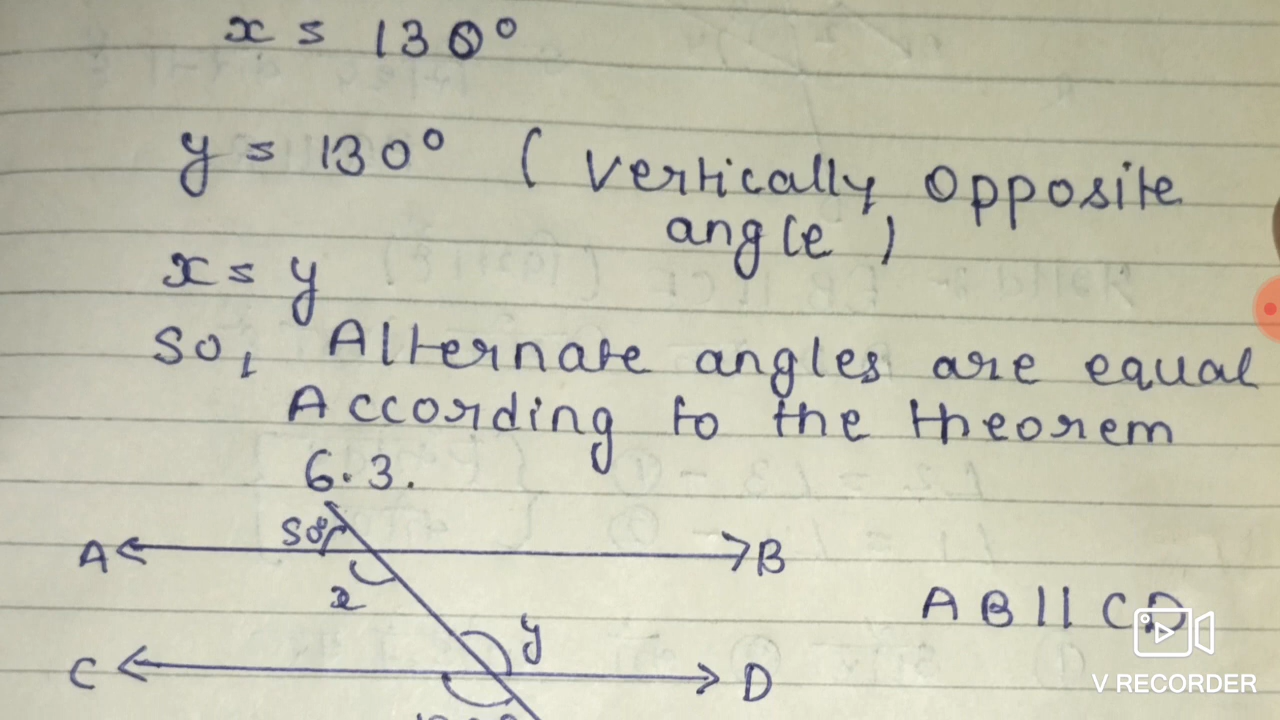 x = 130°
y = 130° (Vertically Opposite
angle)
x = y
So, Alternate angles are equal
According to the theorem
6.3.
50°
A
B
x
AB || CD
y
C
D
V RECORDER